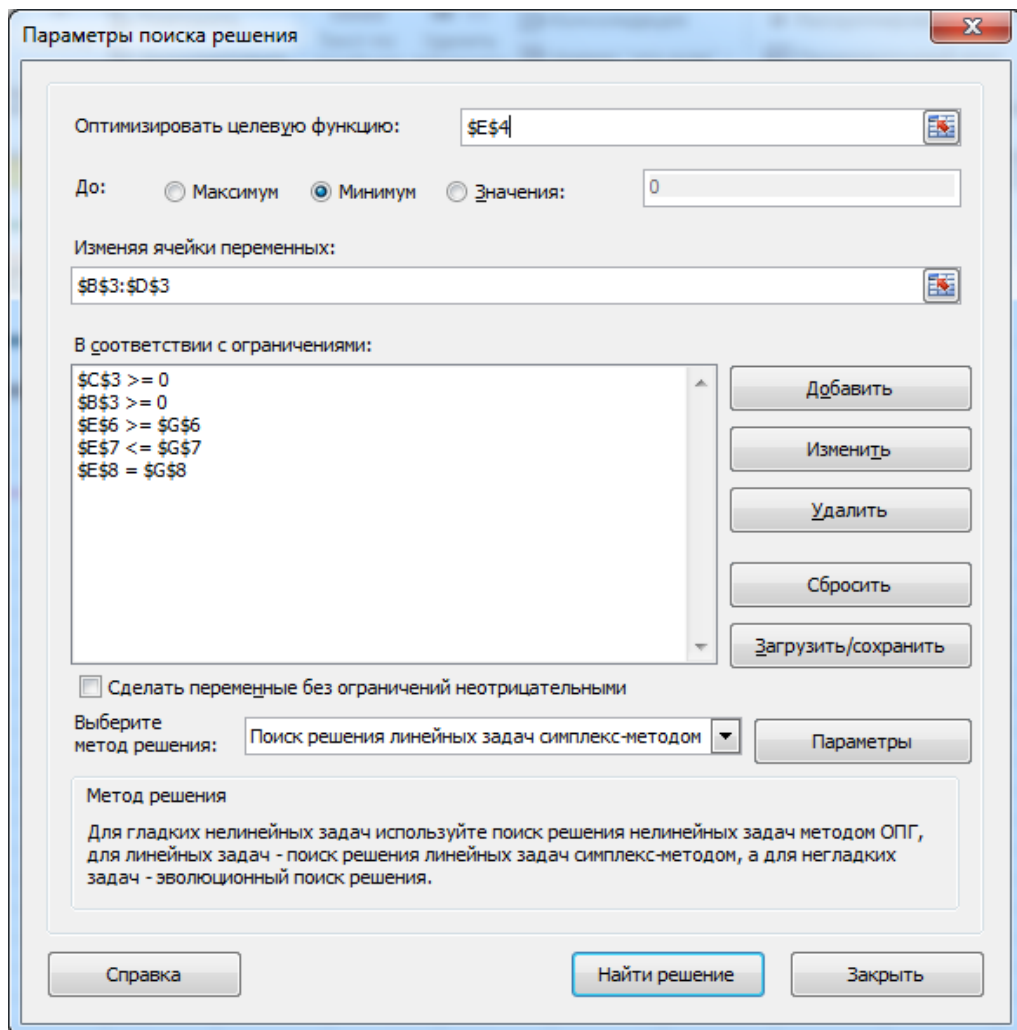 Параметры поиска решения
Оптимизировать целевую функцию: $E$4
До: Максимум Минимум Значения: 0
Изменяя ячейки переменных:
$B$3:$D$3
В соответствии с ограничениями:
$C$3 >= 0
$B$3 >= 0
$E$6 >= $G$6
$E$7 <= $G$7
$E$8 = $G$8
Добавить
Изменить
Удалить
Сбросить
Загрузить/сохранить
Сделать переменные без ограничений неотрицательными
Выберите
метод решения: Поиск решения линейных задач симплекс-методом Параметры
Метод решения
Для гладких нелинейных задач используйте поиск решения нелинейных задач методом ОПГ,
для линейных задач - поиск решения линейных задач симплекс-методом, а для негладких
задач - эволюционный поиск решения.
Справка Найти решение Закрыть